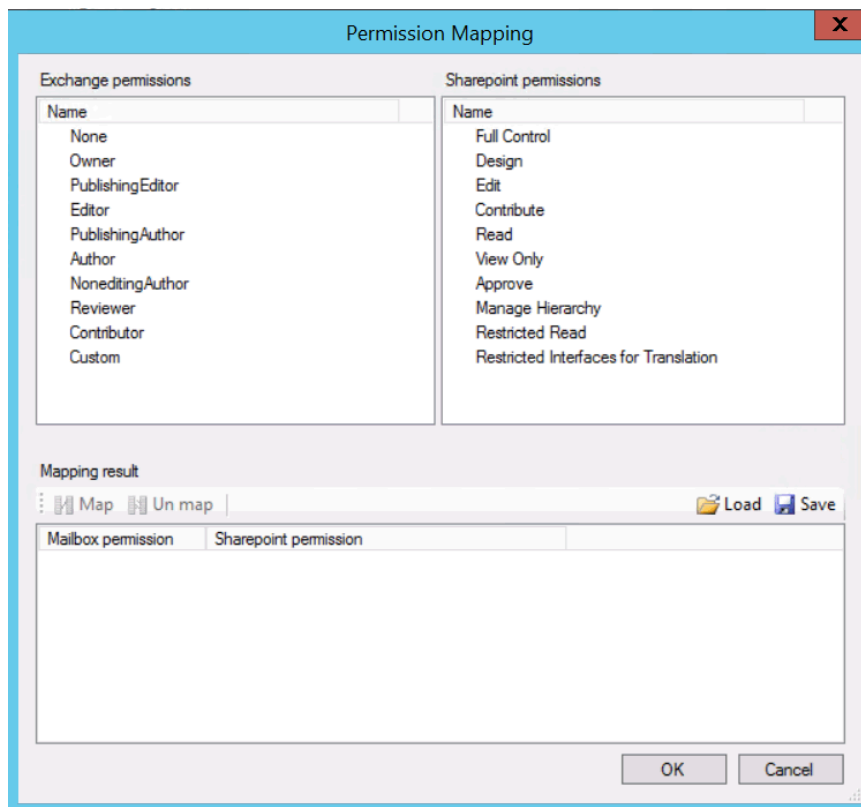 Permission Mapping
X
Exchange permissions
Sharepoint permissions
Name
None
Owner
PublishingEditor
Editor
PublishingAuthor
Author
NoneditingAuthor
Reviewer
Contributor
Custom
Name
Full Control
Design
Edit
Contribute
Read
View Only
Approve
Manage Hierarchy
Restricted Read
Restricted Interfaces for Translation
Mapping result
Map Un map Load Save
Mailbox permission Sharepoint permission
OK Cancel